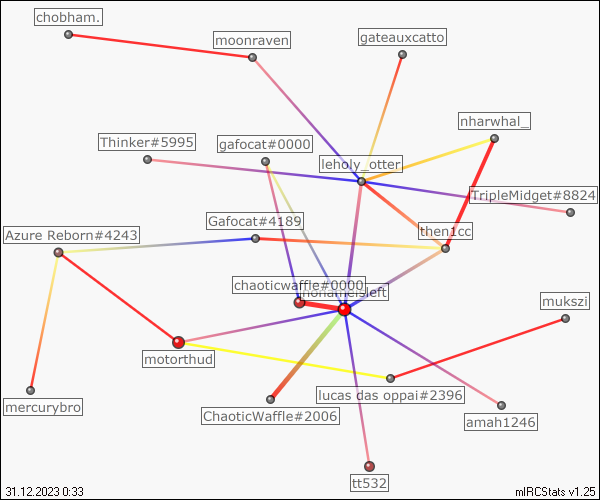 chobham.
moonraven
gateauxcatto
nharwhal_
Thinker#5995
gafocat#0000
leholy_otter
TripleMidget#8824
Gafocat#4189
then1cc
Azure Reborn#4243
chaoticwaffle#0000
mukszi
motorthud
lucas das oppai#2396
mercurybro
ChaoticWaffle#2006
amah1246
tt532
31.12.2023 0:33
mIRCStats v1.25